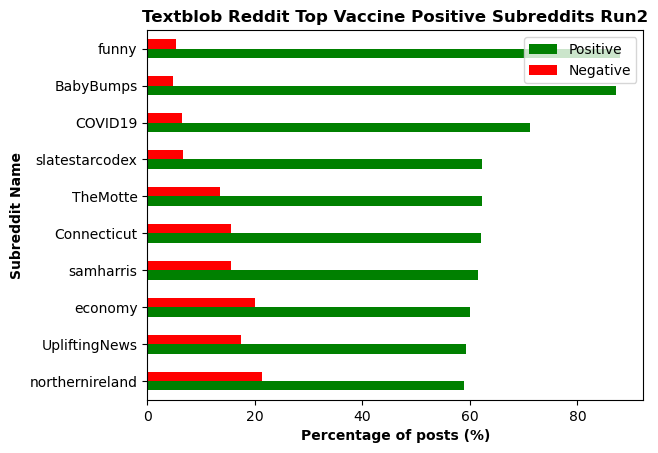 Textblob Reddit Top Vaccine Positive Subreddits Run2
Positive
Negative
funny
BabyBumps
COVID19
slatestarcodex
TheMotte
Connecticut
samharris
economy
UpliftingNews
northernireland
Subreddit Name
0 20 40 60 80
Percentage of posts (%)